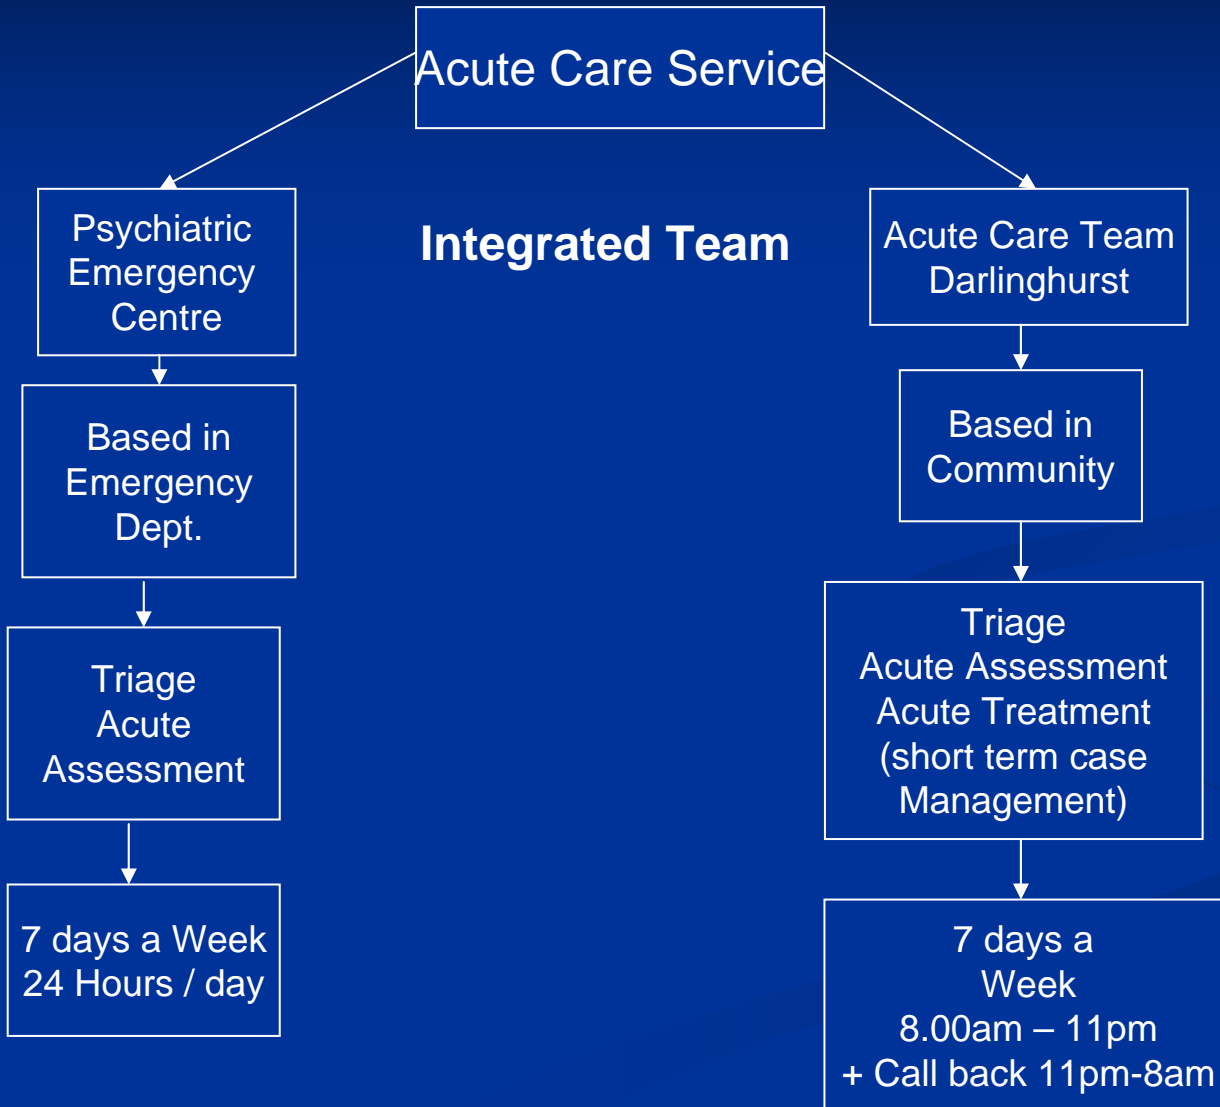 Acute Care Service
Psychiatric
Emergency
Centre
Integrated Team
Acute Care Team
Darlinghurst
Based in
Emergency
Dept.
Based in
Community
Triage
Acute
Assessment
Triage
Acute Assessment
Acute Treatment
(short term case
Management)
7 days a Week
24 Hours / day
7 days a
Week
8.00am – 11pm
+ Call back 11pm-8am